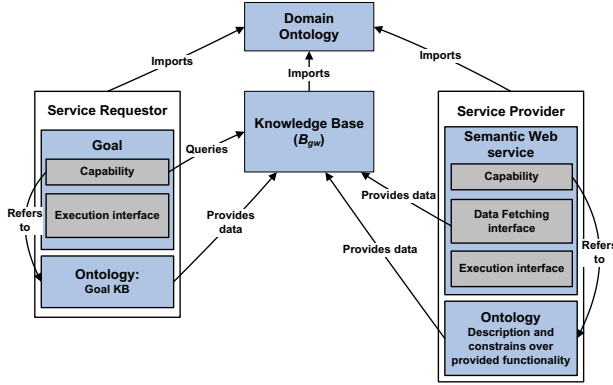 Domain
Ontology
Imports
Imports
Imports
Service Requestor
Goal
Capability
Execution interface
Refers
to
Ontology:
Goal KB
Queries
Knowledge Base
(Bgw)
Provides
data
Provides data
Provides data
Service Provider
Semantic Web
service
Capability
Data Fetching
interface
Execution interface
Refers
to
Ontology
Description and
constrains over
provided functionality